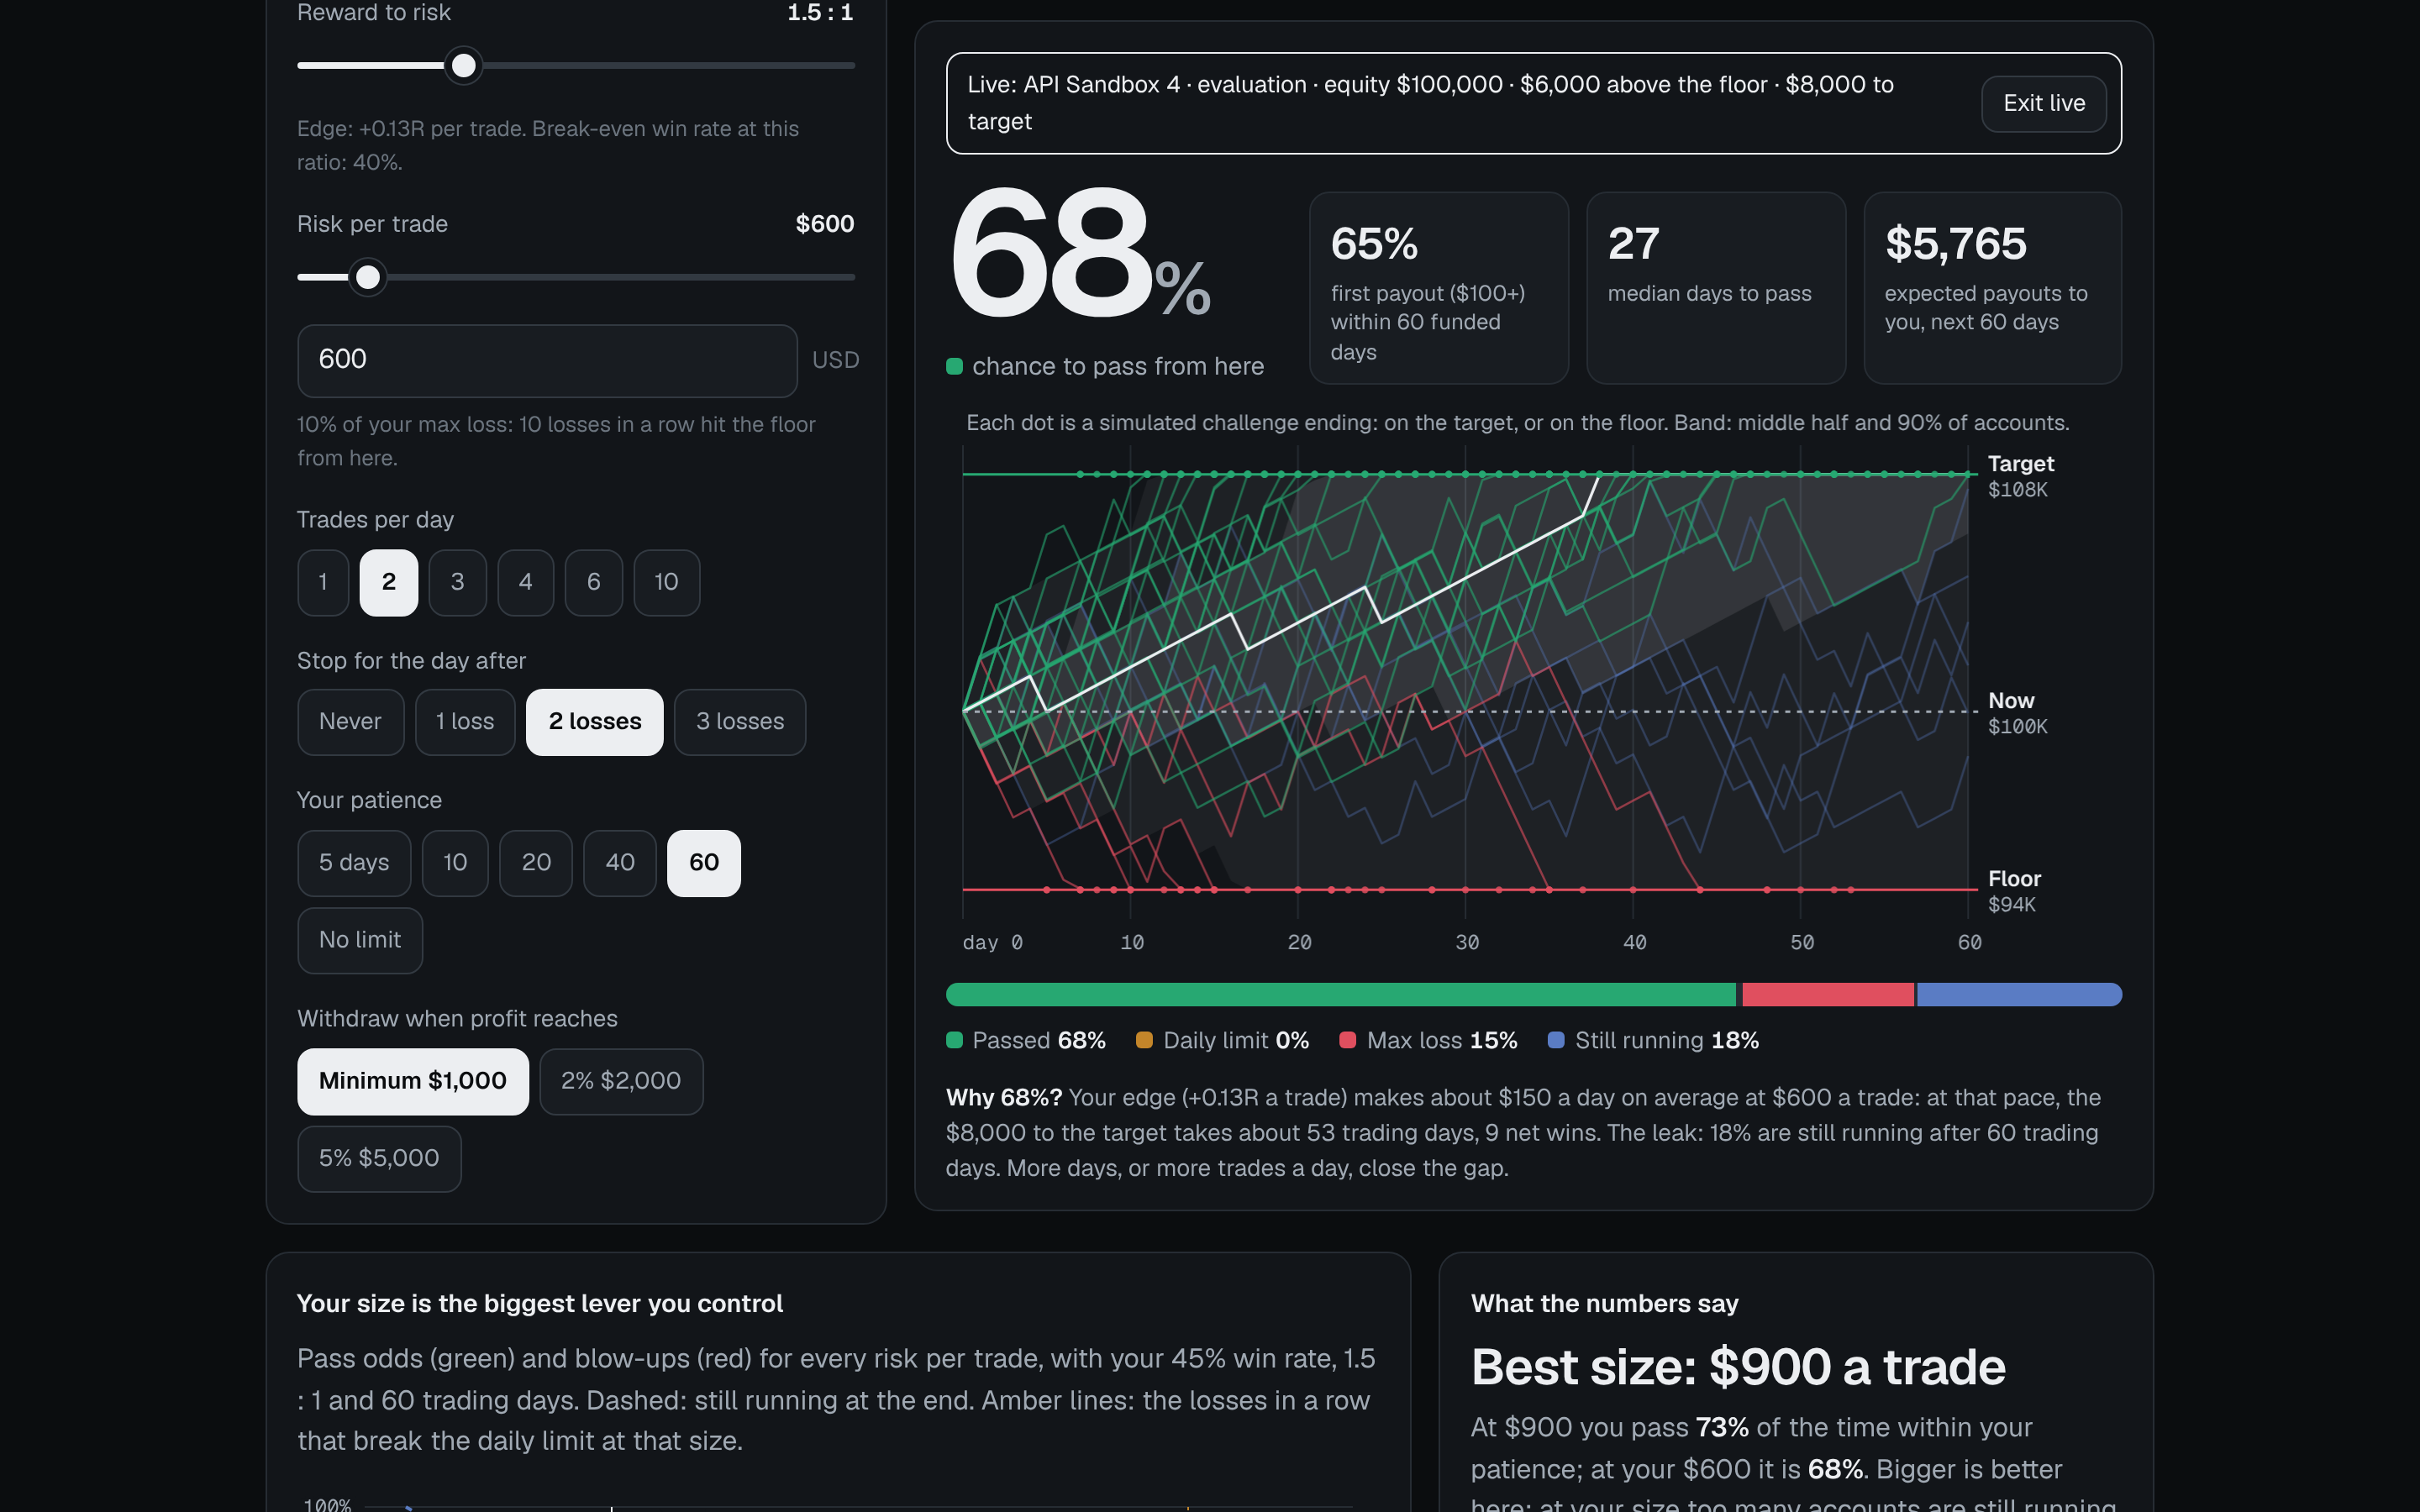 Reward to risk
1.5 : 1
Edge: +0.13R per trade. Break-even win rate at this
ratio: 40%.
Risk per trade
$600
600
USD
10% of your max loss: 10 losses in a row hit the floor
from here.
Trades per day
1
2
3
4
6
10
Stop for the day after
Never
1 loss
2 losses
3 losses
Your patience
5 days
10
20
40
60
No limit
Withdraw when profit reaches
Minimum $1,000
2% $2,000
5% $5,000
Live: API Sandbox 4 · evaluation · equity $100,000 · $6,000 above the floor · $8,000 to
target
Exit live
68%
chance to pass from here
65%
first payout ($100+)
within 60 funded
days
27
median days to pass
$5,765
expected payouts to
you, next 60 days
Each dot is a simulated challenge ending: on the target, or on the floor. Band: middle half and 90% of accounts.
Target
$108K
Now
$100K
Floor
$94K
day 0
10
20
30
40
50
60
Passed 68%
Daily limit 0%
Max loss 15%
Still running 18%
Why 68%? Your edge (+0.13R a trade) makes about $150 a day on average at $600 a trade: at that pace, the
$8,000 to the target takes about 53 trading days, 9 net wins. The leak: 18% are still running after 60 trading
days. More days, or more trades a day, close the gap.
Your size is the biggest lever you control
Pass odds (green) and blow-ups (red) for every risk per trade, with your 45% win rate, 1.5
: 1 and 60 trading days. Dashed: still running at the end. Amber lines: the losses in a row
that break the daily limit at that size.
100%
What the numbers say
Best size: $900 a trade
At $900 you pass 73% of the time within your
patience; at your $600 it is 68%. Bigger is better
here: at your size too many accounts are still running